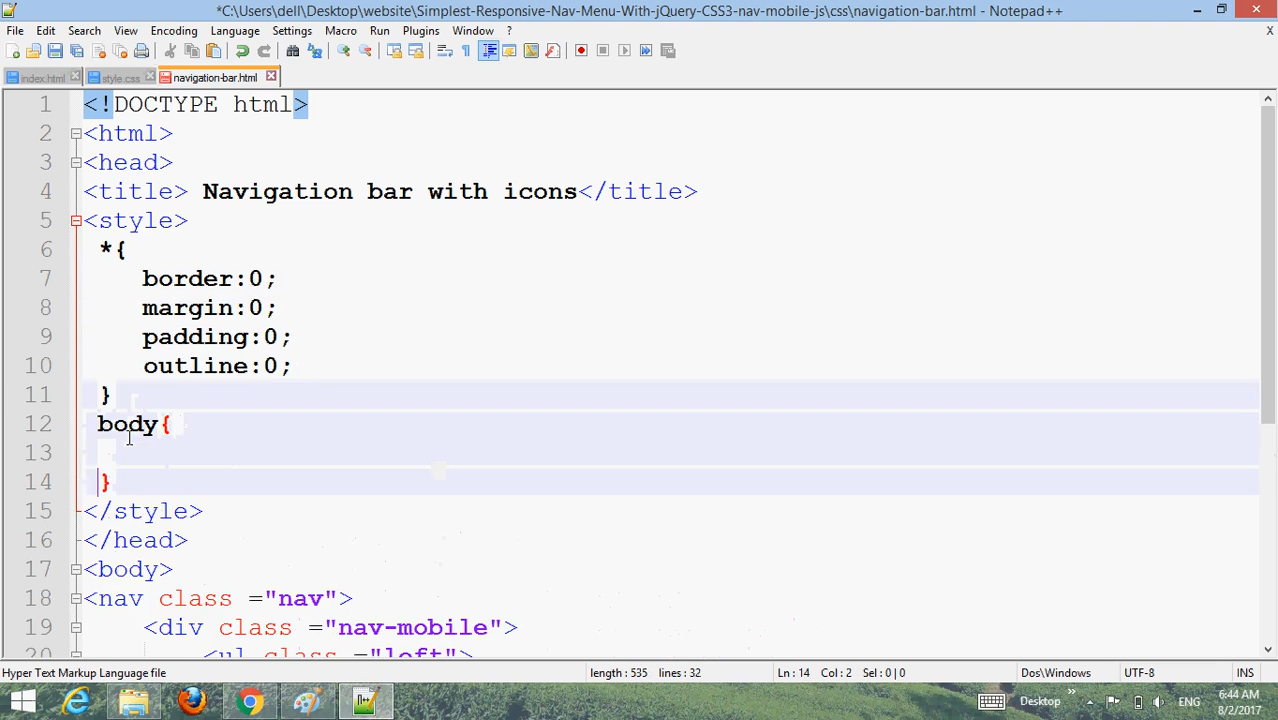 *C:\Users\dell\Desktop\website\Simplest-Responsive-Nav-Menu-With-jQuery-CSS3-nav-mobile-js\css\navigation-bar.html - Notepad++
File Edit Search View Encoding Language Settings Macro Run Plugins Window ? X
index.html style.css navigation-bar.html
1 <!DOCTYPE html>
2 <html>
3 <head>
4 <title> Navigation bar with icons</title>
5 <style>
6 *{
7 border:0;
8 margin:0;
9 padding:0;
10 outline:0;
11 }
12 body{
13
14 }
15 </style>
16 </head>
17 <body>
18 <nav class ="nav">
19 <div class ="nav-mobile">
20 <ul class ="left">
Hyper Text Markup Language file length : 535 lines : 32 Ln : 14 Col : 2 Sel : 0 | 0 Dos\Windows UTF-8 INS
Desktop ENG 6:44 AM
8/2/2017